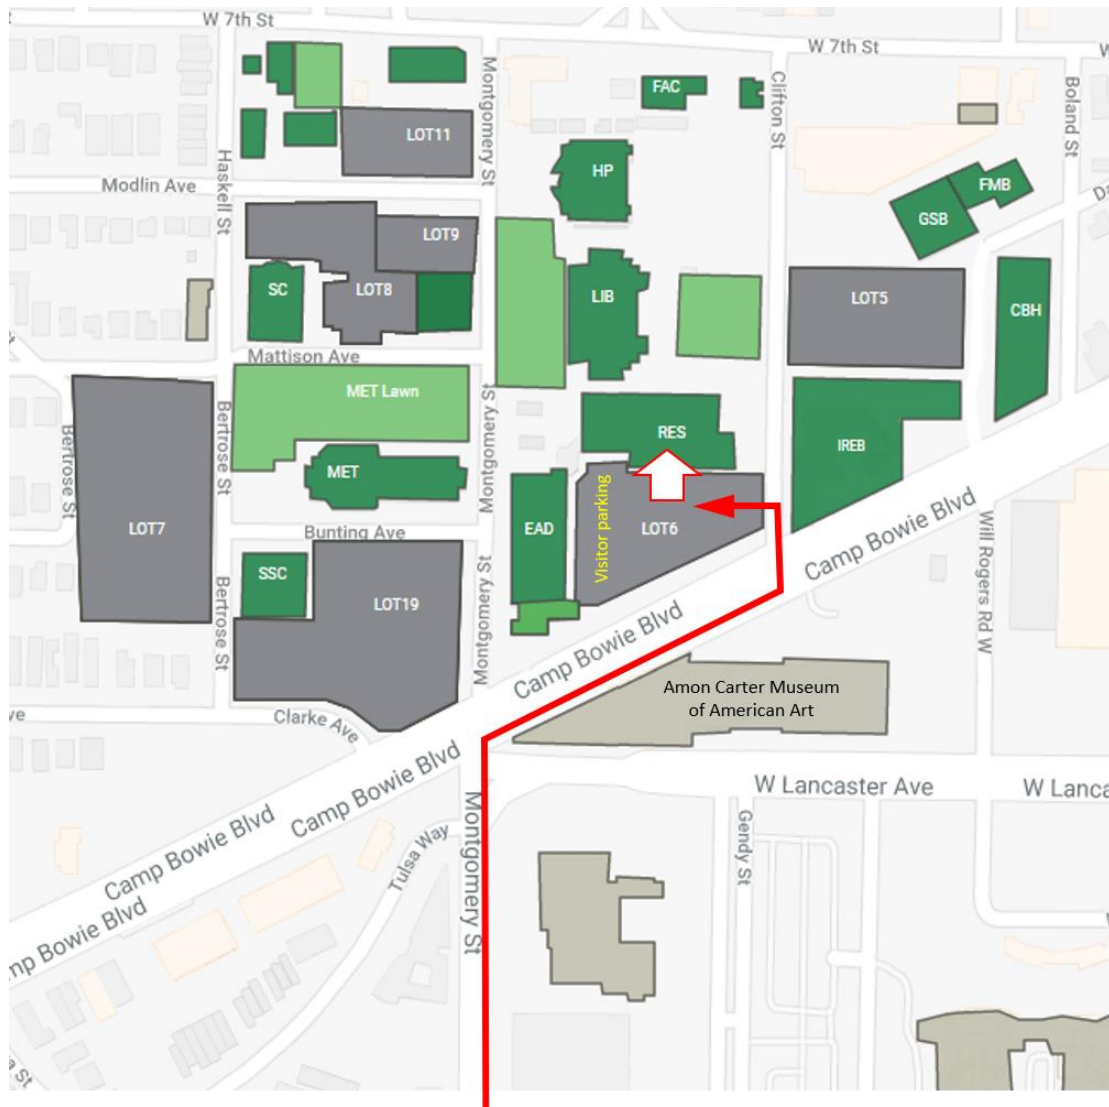 W 7th St
W 7th St
W
FAC
Montgomery St
Clifton St
Boland St
LOT11
Haskell St
HP
Modlin Ave
FMB
GSB
Da
LOT9
SC
LOT8
LIB
LOT5
CBH
Mattison Ave
MET Lawn
Bertrose St
Bertrose St
Montgomery St
RES
IREB
MET
LOT7
Bunting Ave
EAD
Visitor parking
LOT6
Camp Bowie Blvd
Will Rogers Rd W
SSC
LOT19
Bertrose St
Montgomery St
Camp Bowie Blvd
Amon Carter Museum
of American Art
ve
Clarke Ave
Camp Bowie Blvd
W Lancaster Ave
W Lanca
Camp Bowie Blvd
Montgomery St
Tulsa Way
Gendy St
mp Bowie Blvd
a St